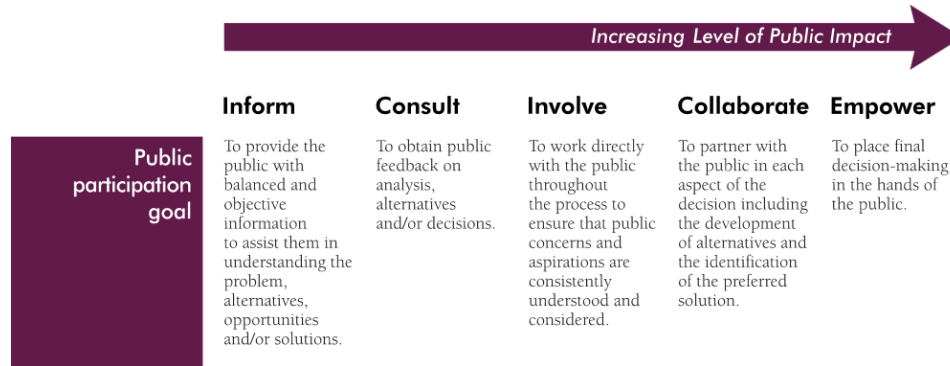 Increasing Level of Public Impact
Public
participation
goal
Inform
To provide the
public with
balanced and
objective
information
to assist them in
understanding the
problem,
alternatives,
opportunities
and/or solutions.
Consult
To obtain public
feedback on
analysis,
alternatives
and/or decisions.
Involve
To work directly
with the public
throughout
the process to
ensure that public
concerns and
aspirations are
consistently
understood and
considered.
Collaborate
To partner with
the public in each
aspect of the
decision including
the development
of alternatives and
the identification
of the preferred
solution.
Empower
To place final
decision-making
in the hands of
the public.